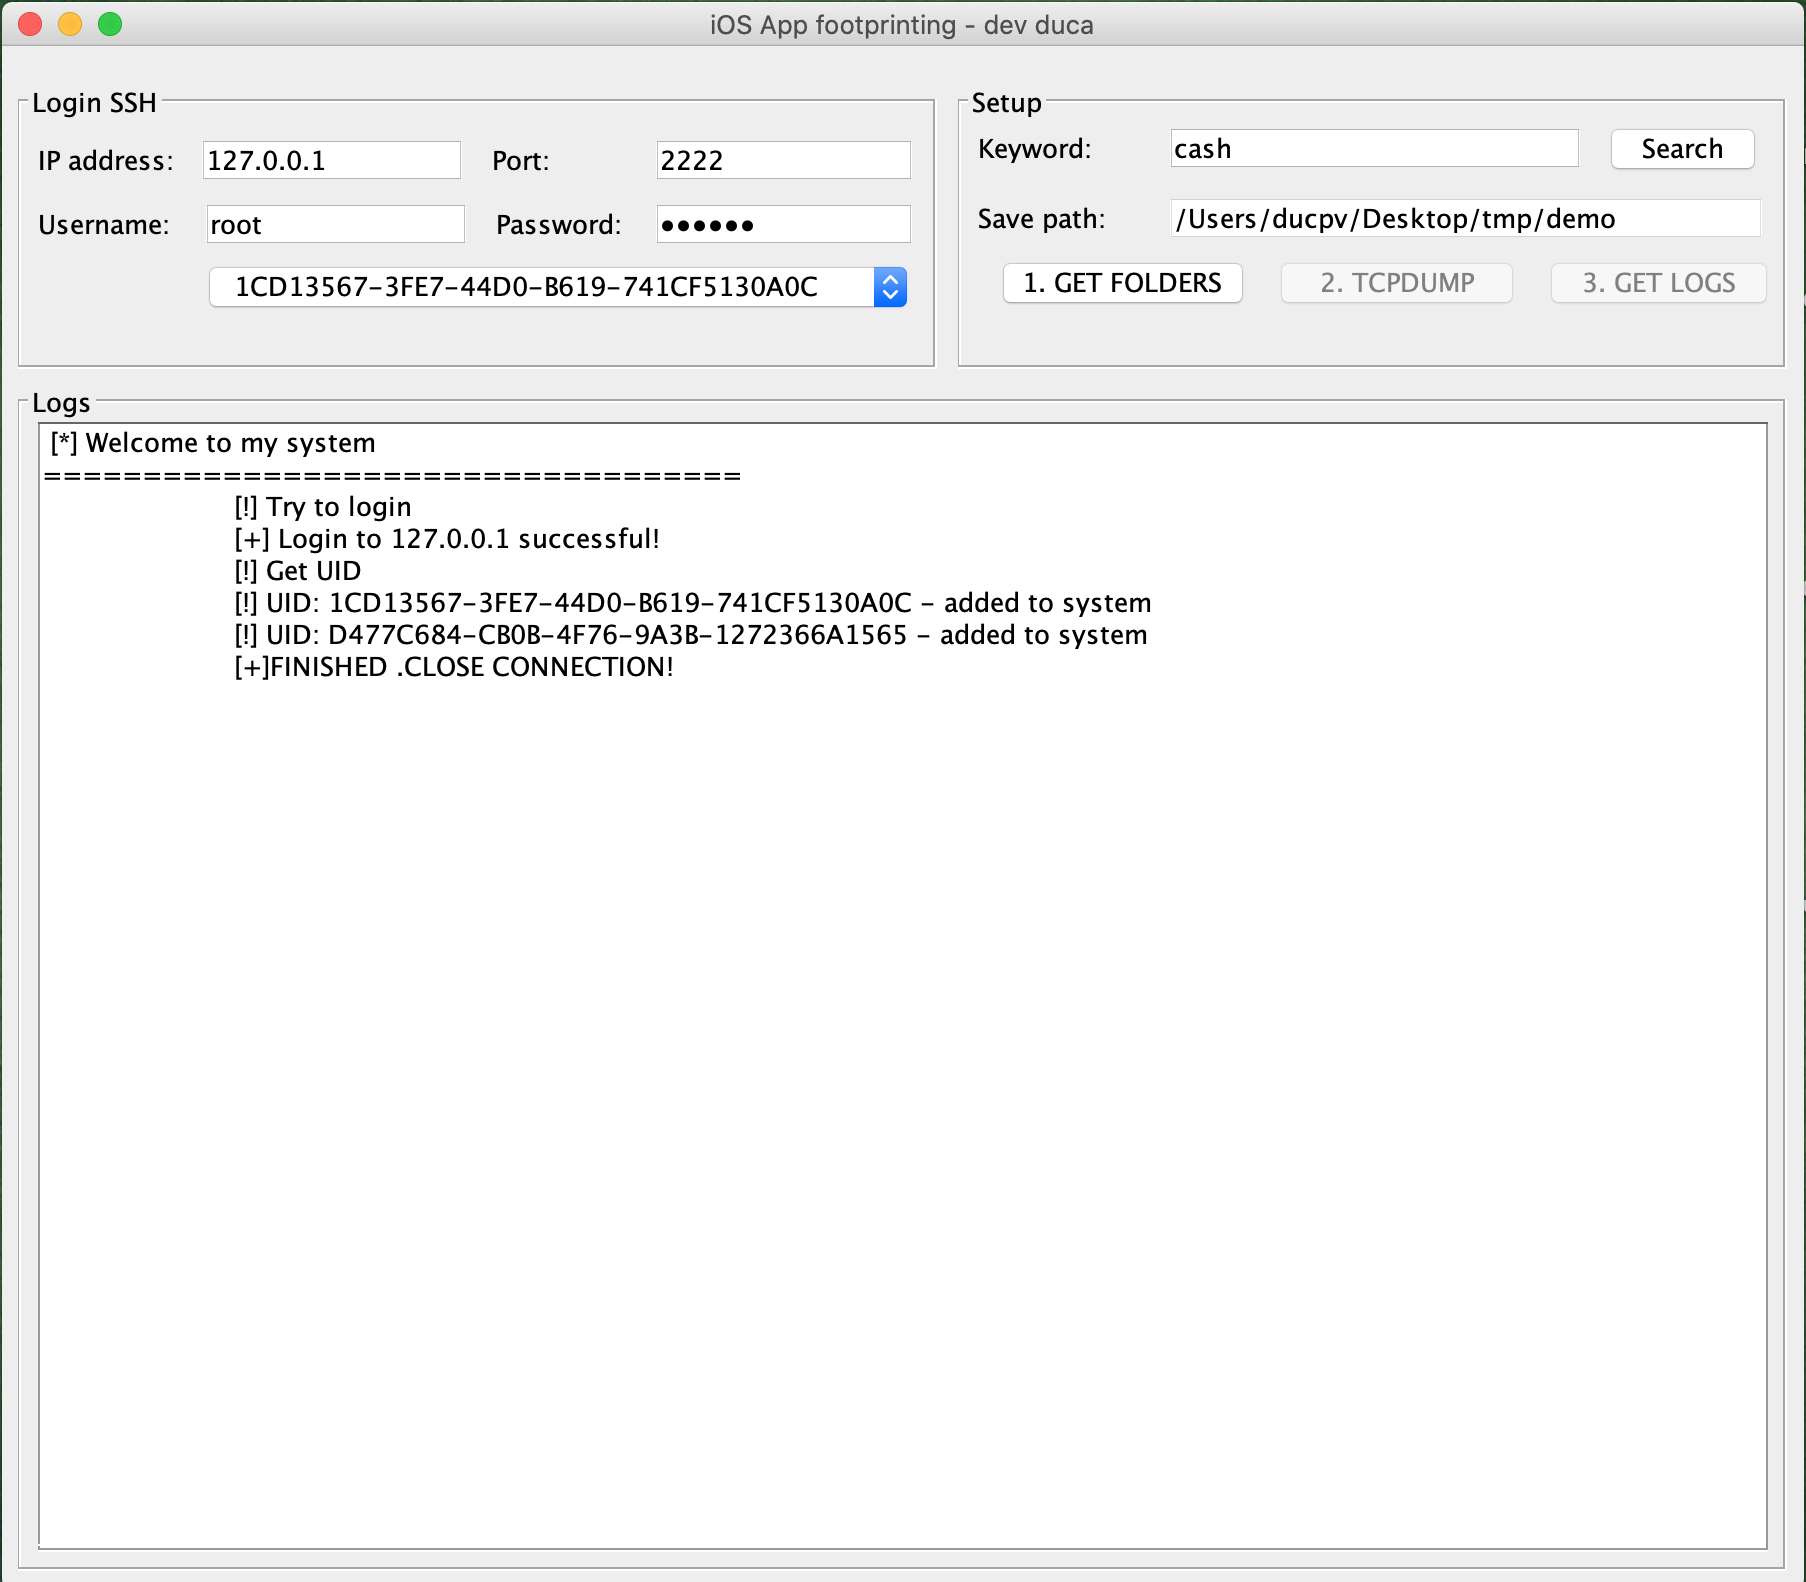 iOS App footprinting - dev duca
Login SSH
IP address: 127.0.0.1 Port: 2222
Username: root Password: ••••••
1CD13567-3FE7-44D0-B619-741CF5130A0C
Setup
Keyword: cash Search
Save path: /Users/ducpv/Desktop/tmp/demo
1. GET FOLDERS 2. TCPDUMP 3. GET LOGS
Logs
[*] Welcome to my system
===================================
[!] Try to login
[+] Login to 127.0.0.1 successful!
[!] Get UID
[!] UID: 1CD13567-3FE7-44D0-B619-741CF5130A0C - added to system
[!] UID: D477C684-CB0B-4F76-9A3B-1272366A1565 - added to system
[+]FINISHED .CLOSE CONNECTION!